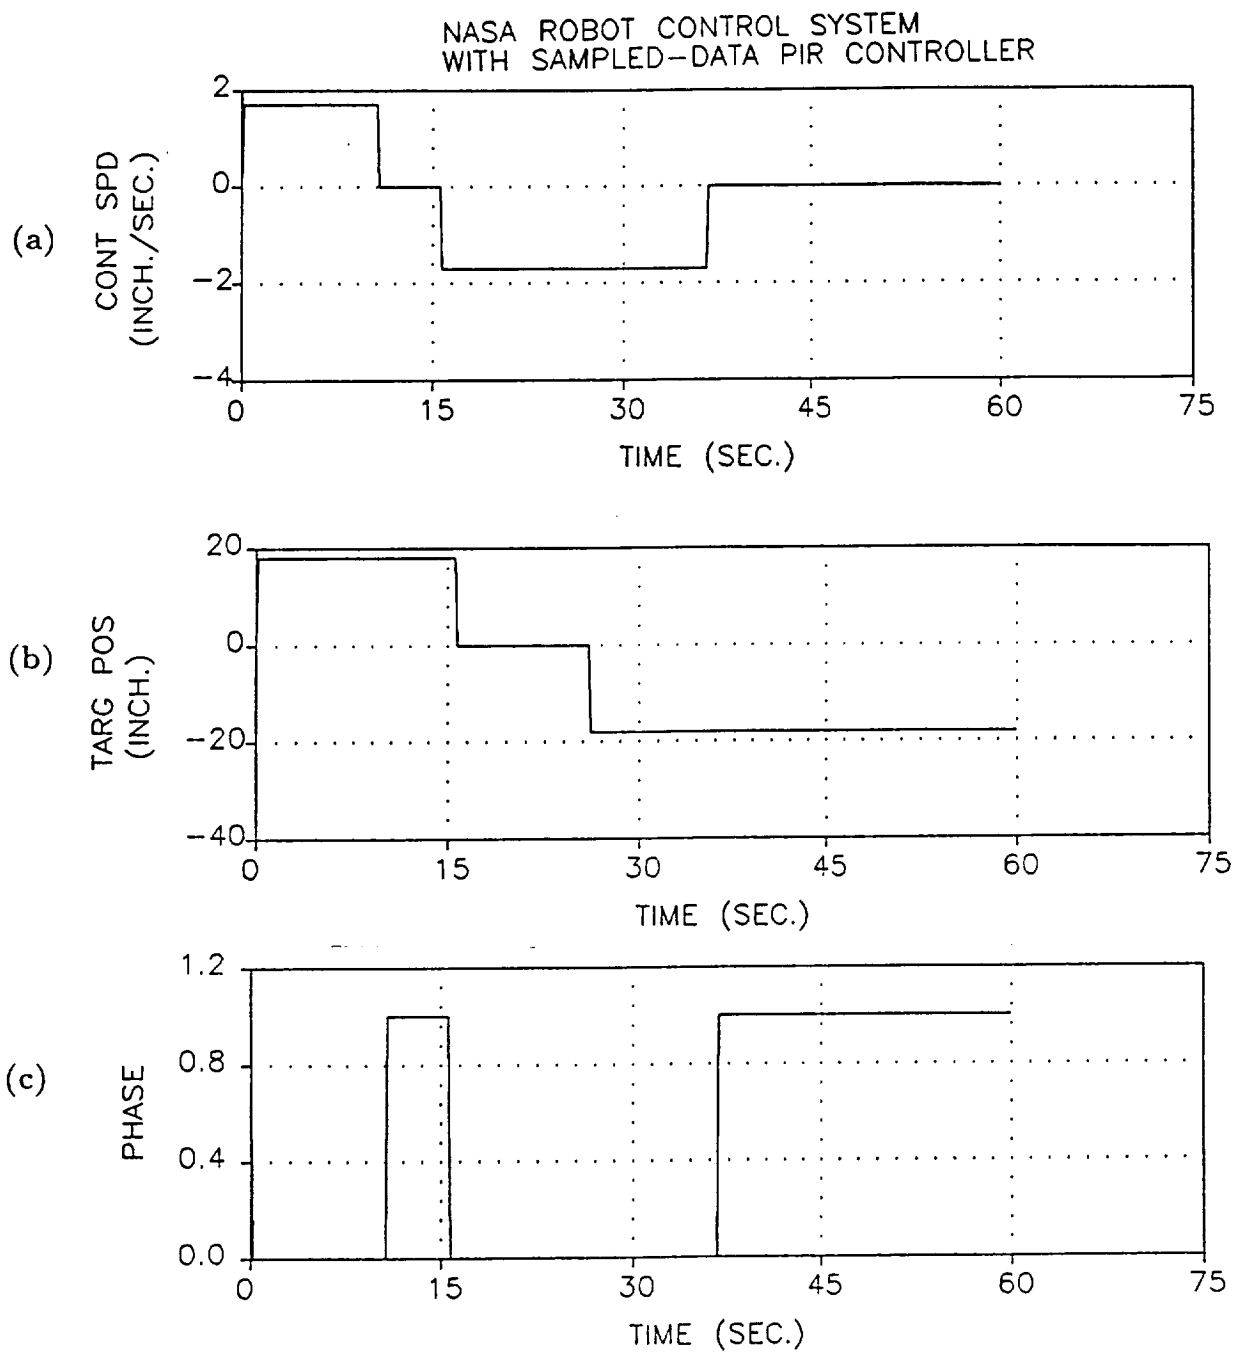 NASA ROBOT CONTROL SYSTEM
WITH SAMPLED-DATA PIR CONTROLLER
(a)
CONT SPD
(INCH./SEC.)
2
0
-2
-4
0 15 30 45 60 75
TIME (SEC.)
(b)
TARG POS
(INCH.)
20
0
-20
-40
0 15 30 45 60 75
TIME (SEC.)
(c)
PHASE
1.2
0.8
0.4
0.0
0 15 30 45 60 75
TIME (SEC.)